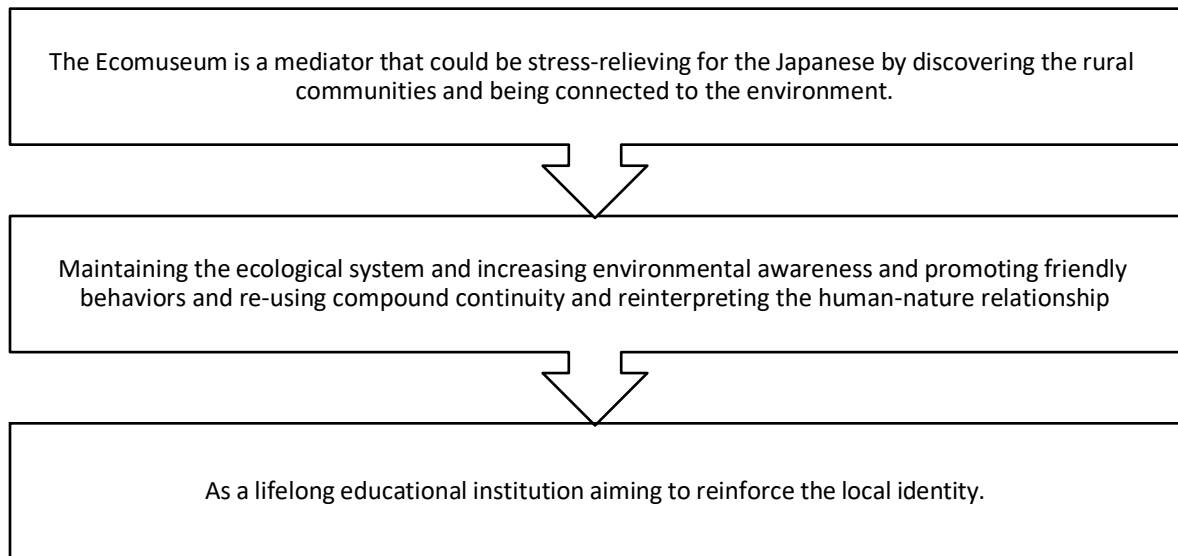 The Ecomuseum is a mediator that could be stress-relieving for the Japanese by discovering the rural
communities and being connected to the environment.
Maintaining the ecological system and increasing environmental awareness and promoting friendly
behaviors and re-using compound continuity and reinterpreting the human-nature relationship
As a lifelong educational institution aiming to reinforce the local identity.